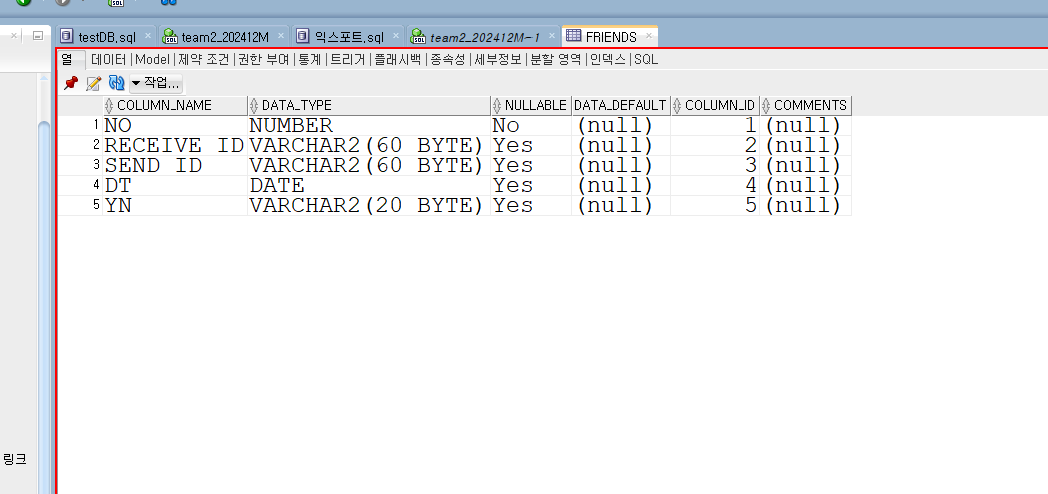 SQL
testDB.sql team2_202412M 익스포트.sql team2_202412M-1 FRIENDS
열 데이터 Model 제약 조건 권한 부여 통계 트리거 플래시백 종속성 세부정보 분할 영역 인덱스 SQL
작업...
COLUMN_NAME DATA_TYPE NULLABLE DATA_DEFAULT COLUMN_ID COMMENTS
1 NO NUMBER No (null) 1 (null)
2 RECEIVE_ID VARCHAR2(60 BYTE) Yes (null) 2 (null)
3 SEND_ID VARCHAR2(60 BYTE) Yes (null) 3 (null)
4 DT DATE Yes (null) 4 (null)
5 YN VARCHAR2(20 BYTE) Yes (null) 5 (null)
링크